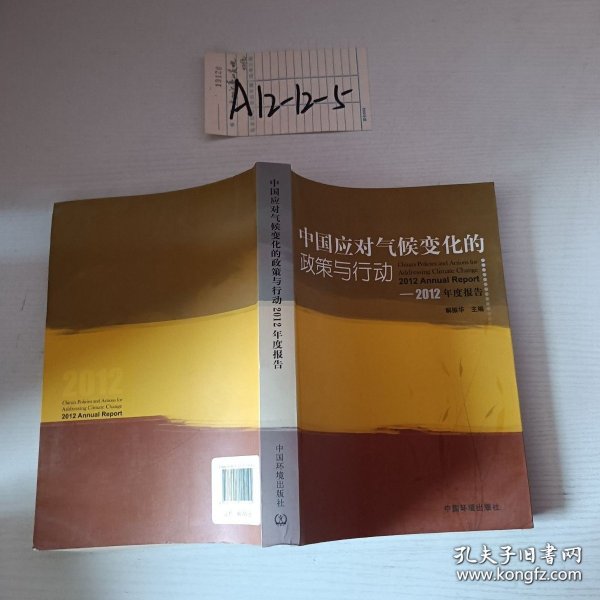 A12-12-5
中国应对气候变化的
政策与行动
China's Policies and Actions for
Addressing Climate Change
2012 Annual Report
—2012年度报告
解振华 主编
中国环境出版社
中国应对气候变化的政策与行动2012年度报告
中国环境出版社
2012
China's Policies and Actions for
Addressing Climate Change
2012 Annual Report
孔夫子旧书网
www.kongfz.com